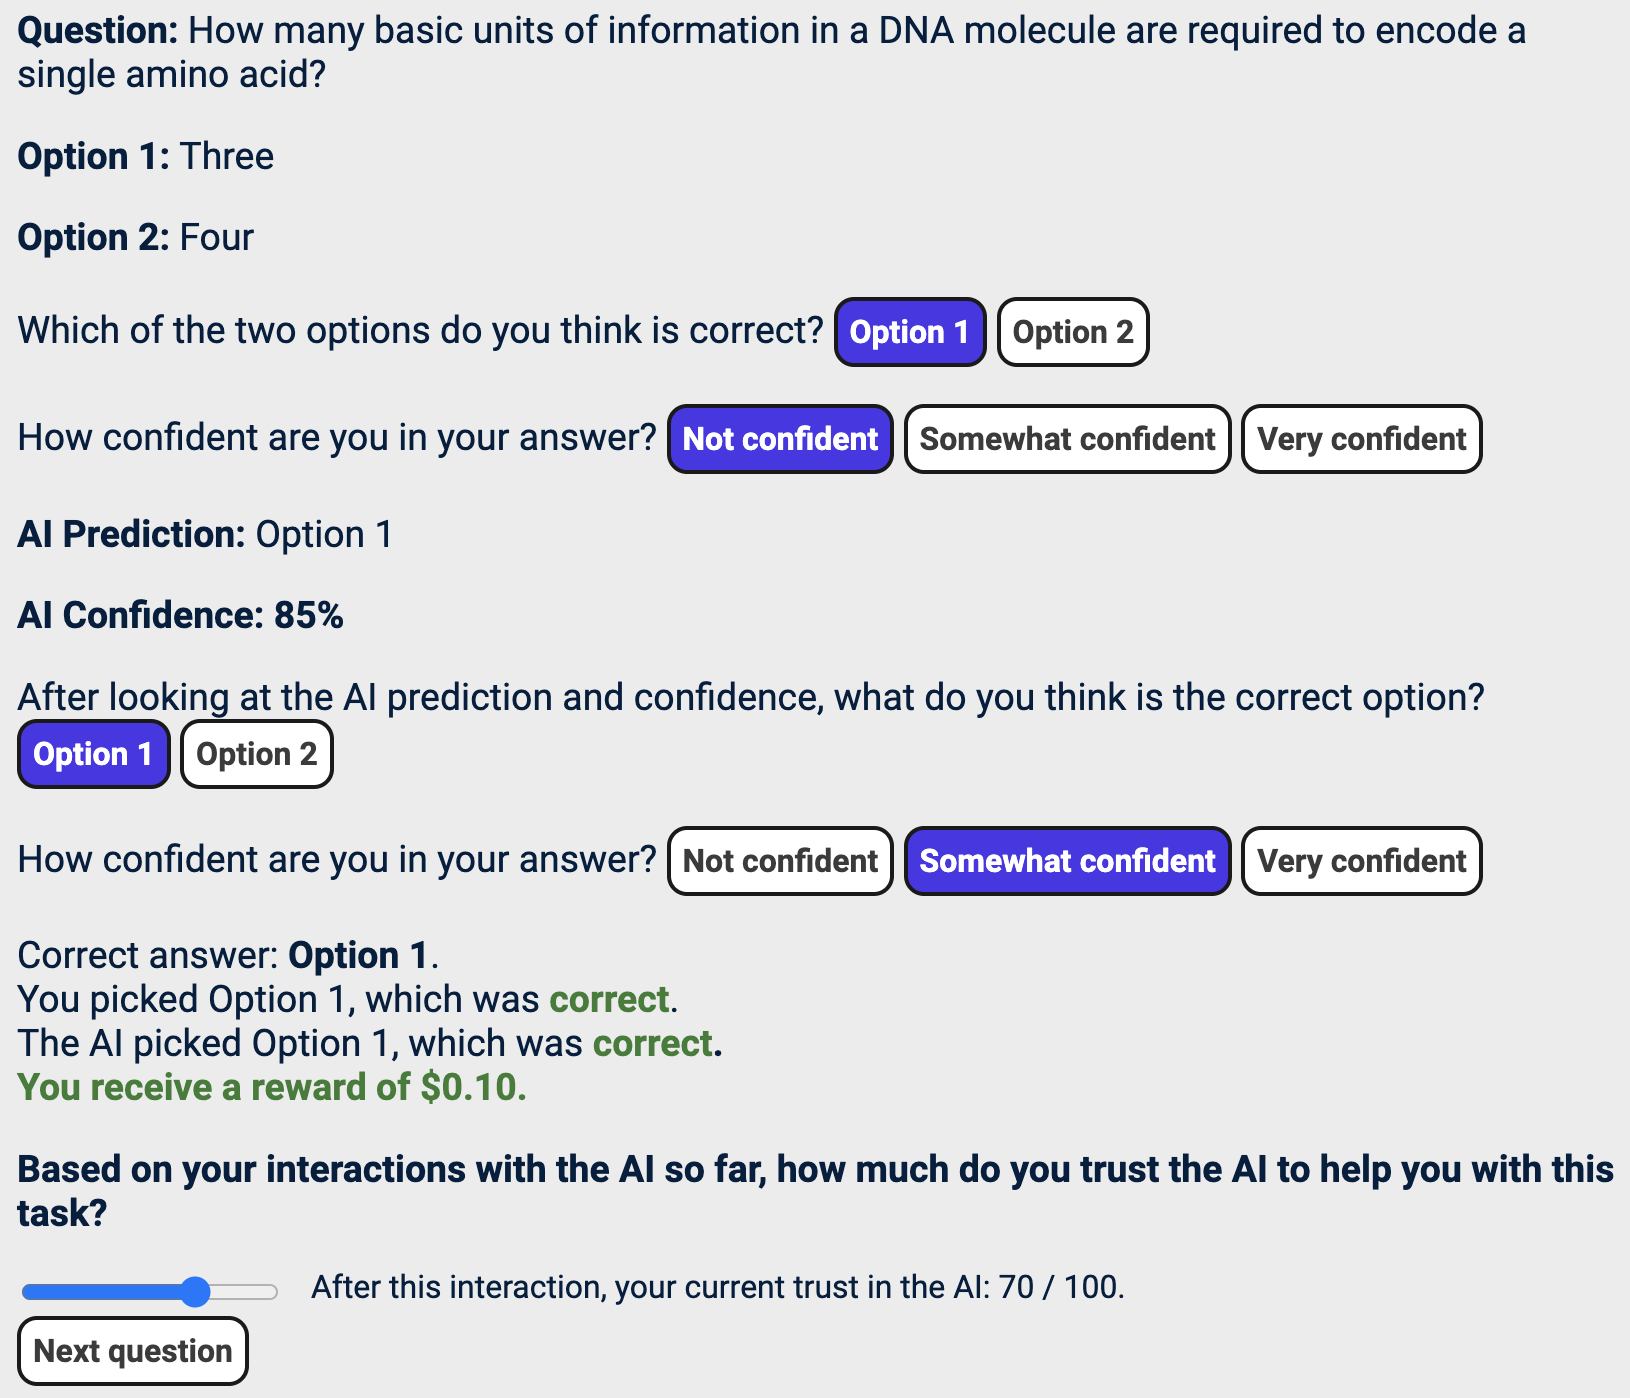 Question: How many basic units of information in a DNA molecule are required to encode a
single amino acid?
Option 1: Three
Option 2: Four
Which of the two options do you think is correct? Option 1 Option 2
How confident are you in your answer? Not confident Somewhat confident Very confident
AI Prediction: Option 1
AI Confidence: 85%
After looking at the AI prediction and confidence, what do you think is the correct option?
Option 1 Option 2
How confident are you in your answer? Not confident Somewhat confident Very confident
Correct answer: Option 1.
You picked Option 1, which was correct.
The AI picked Option 1, which was correct.
You receive a reward of $0.10.
Based on your interactions with the AI so far, how much do you trust the AI to help you with this
task?
After this interaction, your current trust in the AI: 70 / 100.
Next question